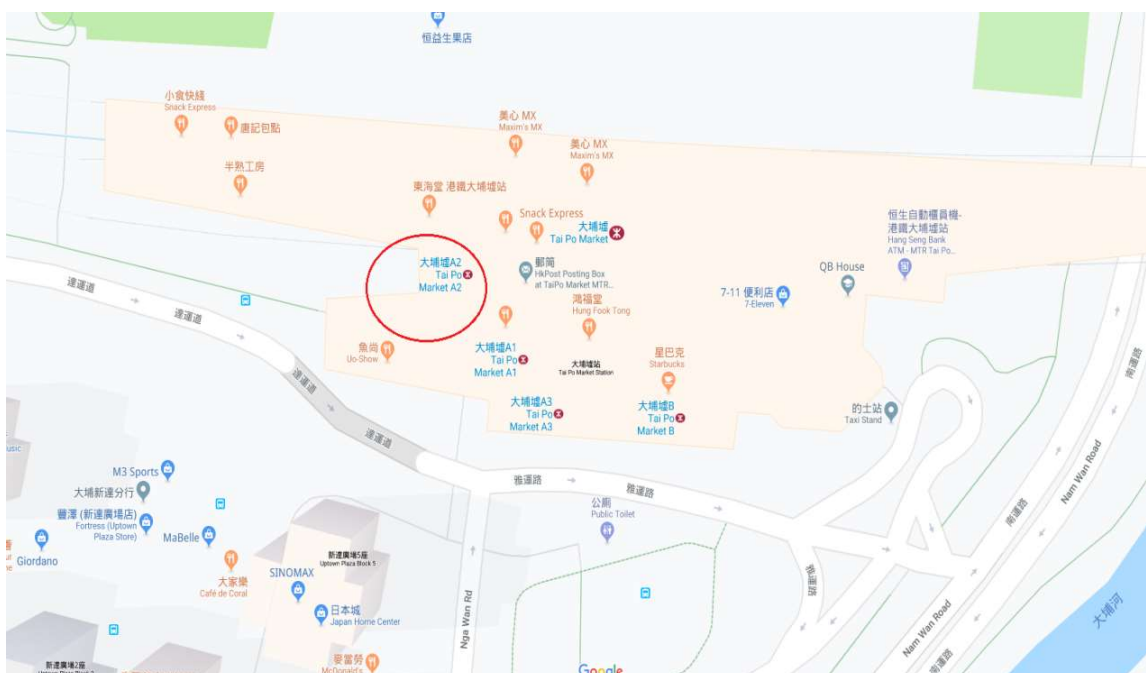 恒益生果店
小食快綫
Snack Express
盧記包點
半熟工房
美心 MX
Maxim's MX
美心 MX
Maxim's MX
東海堂 港鐵大埔墟站
Snack Express
大埔墟
Tai Po Market
恒生自動櫃員機-
港鐵大埔墟站
Hang Seng Bank
ATM - MTR Tai Po...
大埔墟A2
Tai Po
Market A2
郵筒
HkPost Posting Box
at TaiPo Market MTR...
QB House
7-11 便利店
7-Eleven
鴻福堂
Hung Fook Tong
達運道
達運道
達運道
達運道
魚尚
Uo-Show
大埔墟A1
Tai Po
Market A1
大埔墟站
Tai Po Market Station
星巴克
Starbucks
大埔墟A3
Tai Po
Market A3
大埔墟B
Tai Po
Market B
的士站
Taxi Stand
南運路
Nam Wan Road
南運路
雅運路
雅運路
雅運路
公廁
Public Toilet
usic
M3 Sports
大埔新達分行
豐澤 (新達廣場店)
Fortress (Uptown
Plaza Store)
MaBelle
Giordano
大家樂
Café de Coral
新達廣場5座
Uptown Plaza Block 5
SINOMAX
日本城
Japan Home Center
Nga Wan Rd
Nam Wan Road
南運路
大埔河
新達廣場2座
麥當勞
McDonald's
Google